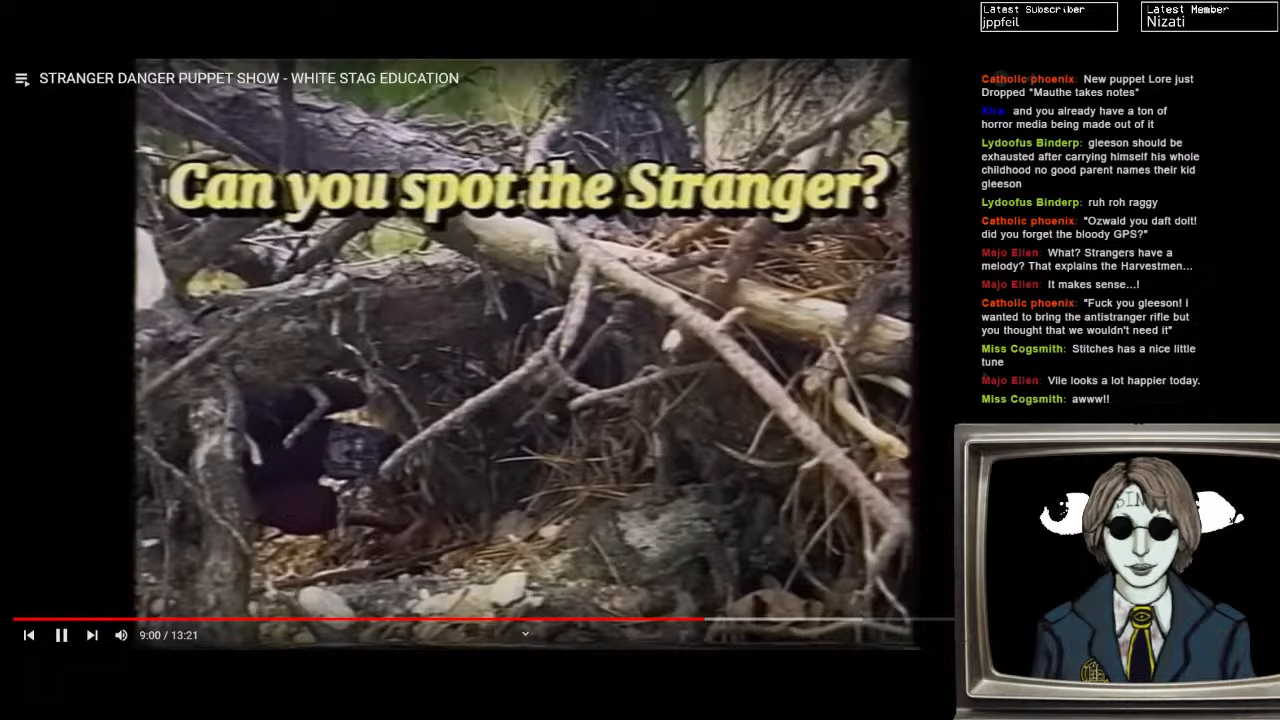 Latest Subscriber
jppfeil
Latest Member
Nizati
STRANGER DANGER PUPPET SHOW - WHITE STAG EDUCATION
Can you spot the Stranger?
Catholic phoenix: New puppet Lore just
Dropped *Mauthe takes notes*
and you already have a ton of
horror media being made out of it
Lydoofus Binderp: gleeson should be
exhausted after carrying himself his whole
childhood no good parent names their kid
gleeson
Lydoofus Binderp: ruh roh raggy
Catholic phoenix: "Ozwald you daft dolt!
did you forget the bloody GPS?"
Majo Ellen: What? Strangers have a
melody? That explains the Harvestmen...
Majo Ellen: It makes sense...!
Catholic phoenix: "Fuck you gleeson! i
wanted to bring the antistranger rifle but
you thought that we wouldn't need it"
Miss Cogsmith: Stitches has a nice little
tune
Majo Ellen: Vile looks a lot happier today.
Miss Cogsmith: awww!!
SIN
9:00 / 13:21